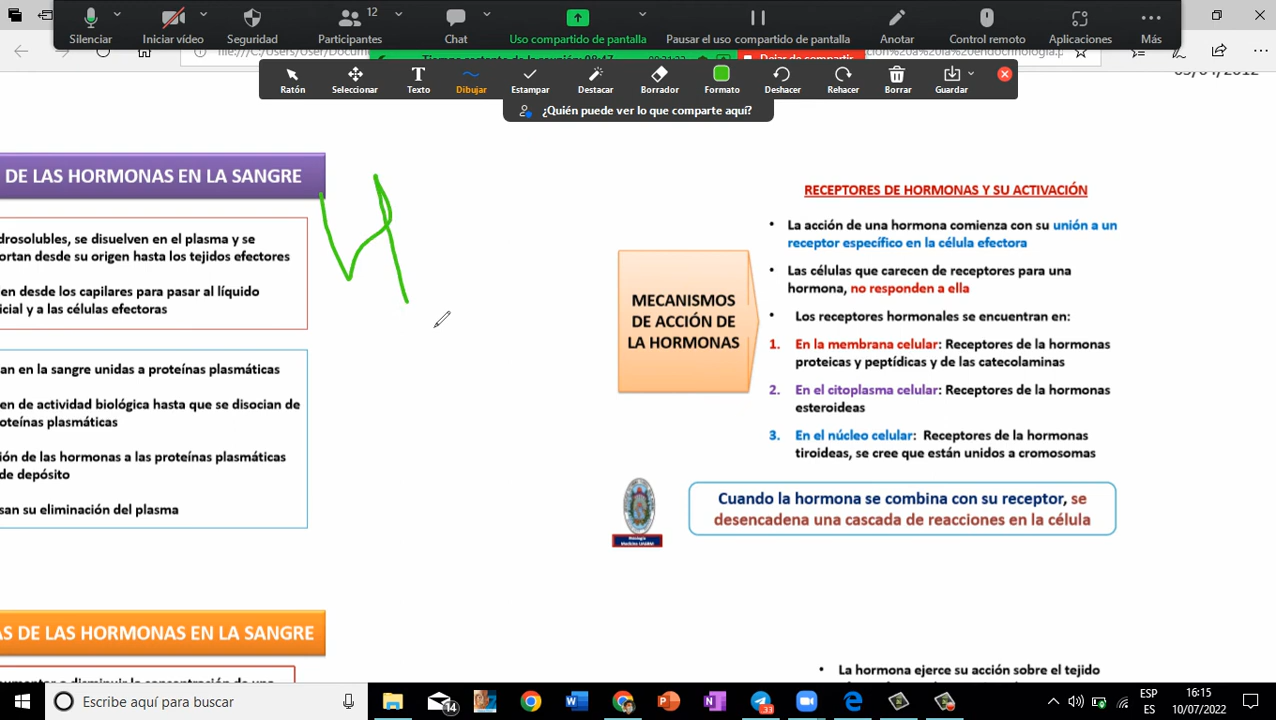 12
Silenciar
Iniciar vídeo
Seguridad
Participantes
Chat
Uso compartido de pantalla
Pausar el uso compartido de pantalla
Anotar
Control remoto
Aplicaciones
Más
Ratón
Seleccionar
Texto
Dibujar
Estampar
Destacar
Borrador
Formato
Deshacer
Rehacer
Borrar
Guardar
¿Quién puede ver lo que comparte aquí?
DE LAS HORMONAS EN LA SANGRE
drosolubles, se disuelven en el plasma y se
ortan desde su origen hasta los tejidos efectores
en desde los capilares para pasar al líquido
icial y a las células efectoras
an en la sangre unidas a proteínas plasmáticas
en de actividad biológica hasta que se disocian de
oteínas plasmáticas
ión de las hormonas a las proteínas plasmáticas
de depósito
san su eliminación del plasma
AS DE LAS HORMONAS EN LA SANGRE
MECANISMOS
DE ACCIÓN DE
LA HORMONAS
RECEPTORES DE HORMONAS Y SU ACTIVACIÓN
• La acción de una hormona comienza con su unión a un
receptor específico en la célula efectora
• Las células que carecen de receptores para una
hormona, no responden a ella
• Los receptores hormonales se encuentran en:
1. En la membrana celular: Receptores de la hormonas
proteicas y peptídicas y de las catecolaminas
2. En el citoplasma celular: Receptores de la hormonas
esteroideas
3. En el núcleo celular: Receptores de la hormonas
tiroideas, se cree que están unidos a cromosomas
Cuando la hormona se combina con su receptor, se
desencadena una cascada de reacciones en la célula
• La hormona ejerce su acción sobre el tejido
Escribe aquí para buscar
14
33
ESP
ES
16:15
10/07/2022